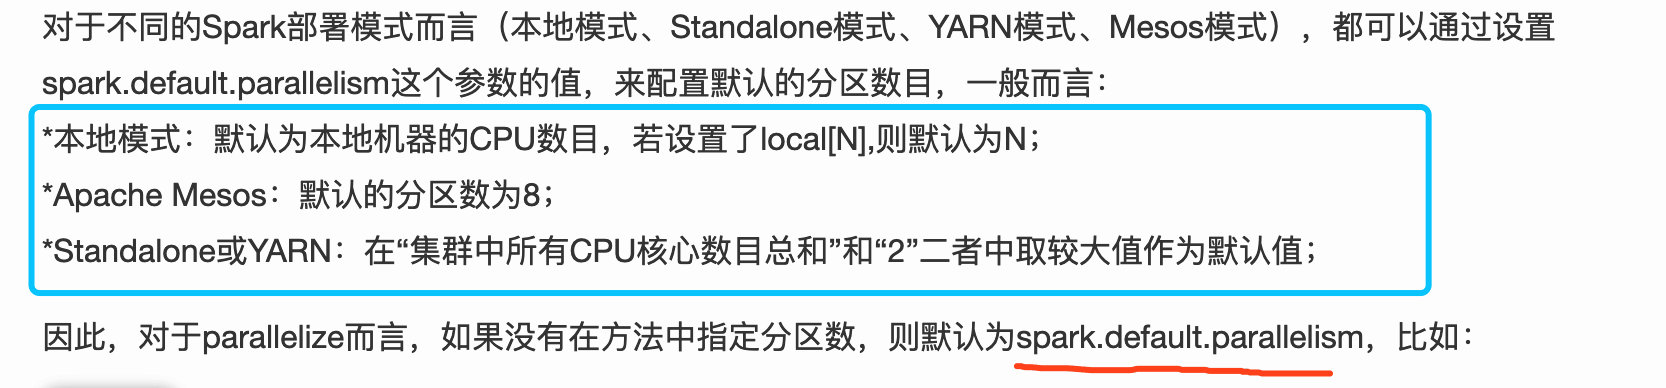 对于不同的Spark部署模式而言（本地模式、Standalone模式、YARN模式、Mesos模式），都可以通过设置
spark.default.parallelism这个参数的值，来配置默认的分区数目，一般而言：
*本地模式：默认为本地机器的CPU数目，若设置了local[N],则默认为N；
*Apache Mesos：默认的分区数为8；
*Standalone或YARN：在“集群中所有CPU核心数目总和”和“2”二者中取较大值作为默认值；
因此，对于parallelize而言，如果没有在方法中指定分区数，则默认为spark.default.parallelism，比如：